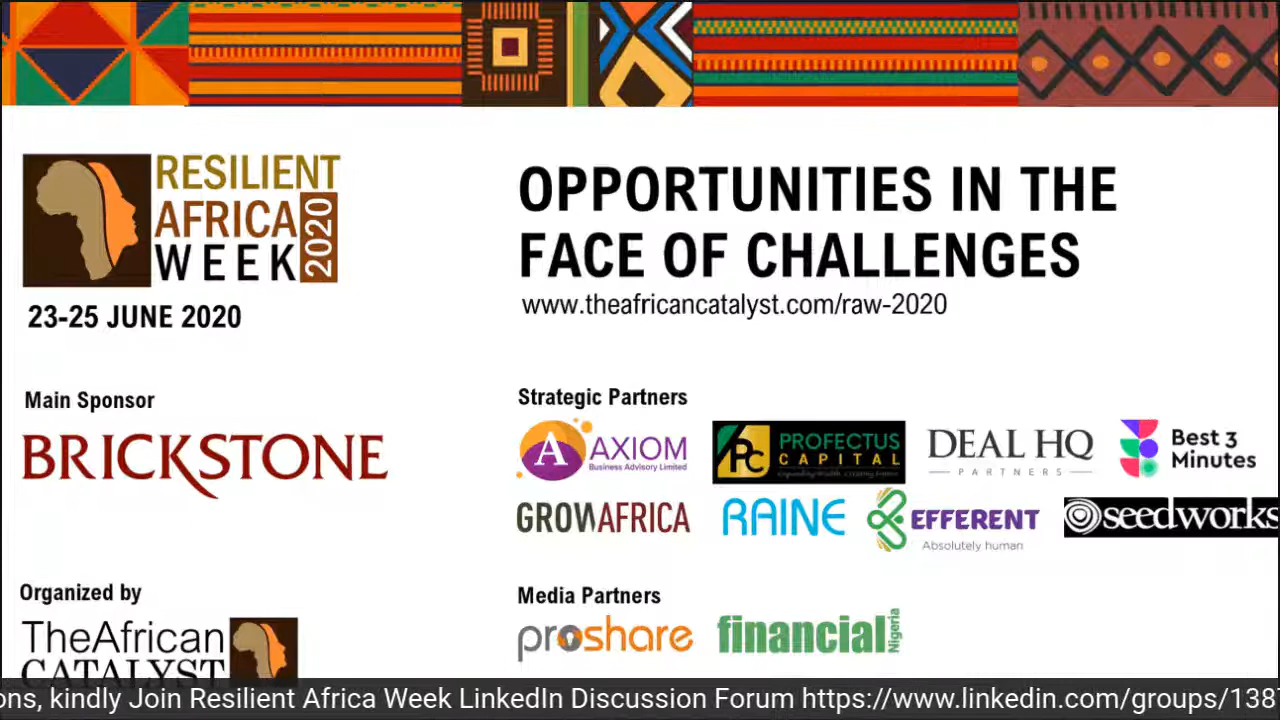 RESILIENT
AFRICA
WEEK
2020
23-25 JUNE 2020
OPPORTUNITIES IN THE
FACE OF CHALLENGES
www.theafricancatalyst.com/raw-2020
Main Sponsor
BRICKSTONE
Strategic Partners
A AXIOM
Business Advisory Limited
PC PROFECTUS
CAPITAL
DEAL HQ
PARTNERS
Best 3
Minutes
GROWAFRICA
RAINE
EFFERENT
Absolutely human
seedworks
Organized by
TheAfrican
CATALYST
Media Partners
proshare
financial
Nigeria
ons, kindly Join Resilient Africa Week LinkedIn Discussion Forum https://www.linkedin.com/groups/138